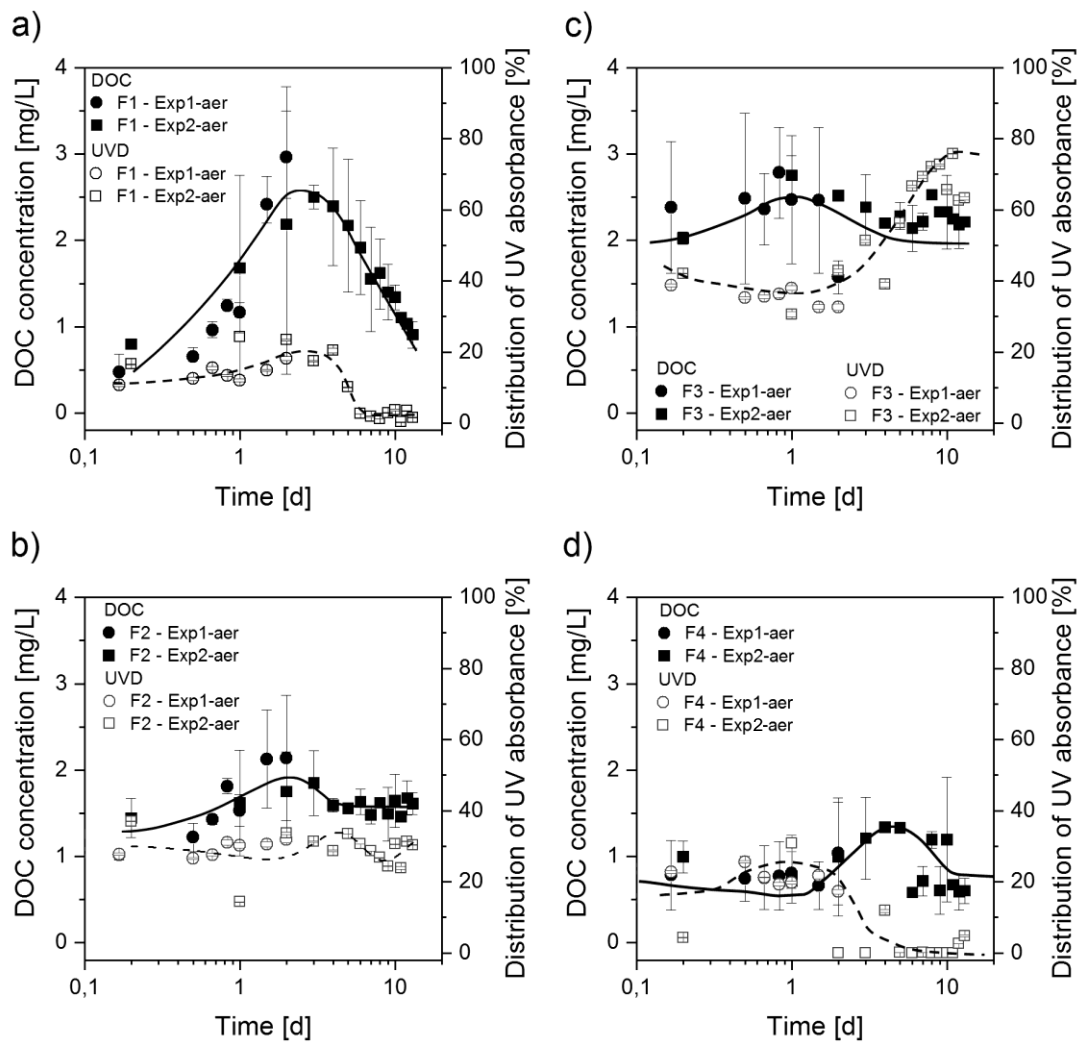 a)
4
3
2
1
0
DOC concentration [mg/L]
DOC
F1 - Exp1-aer
F1 - Exp2-aer
UVD
F1 - Exp1-aer
F1 - Exp2-aer
100
80
60
40
20
0
Distribution of UV absorbance [%]
0,1
1
10
Time [d]
c)
4
3
2
1
0
DOC concentration [mg/L]
DOC
F3 - Exp1-aer
F3 - Exp2-aer
UVD
F3 - Exp1-aer
F3 - Exp2-aer
100
80
60
40
20
0
Distribution of UV absorbance [%]
0,1
1
10
Time [d]
b)
4
3
2
1
0
DOC concentration [mg/L]
DOC
F2 - Exp1-aer
F2 - Exp2-aer
UVD
F2 - Exp1-aer
F2 - Exp2-aer
100
80
60
40
20
0
Distribution of UV absorbance [%]
0,1
1
10
Time [d]
d)
4
3
2
1
0
DOC concentration [mg/L]
DOC
F4 - Exp1-aer
F4 - Exp2-aer
UVD
F4 - Exp1-aer
F4 - Exp2-aer
100
80
60
40
20
0
Distribution of UV absorbance [%]
0,1
1
10
Time [d]